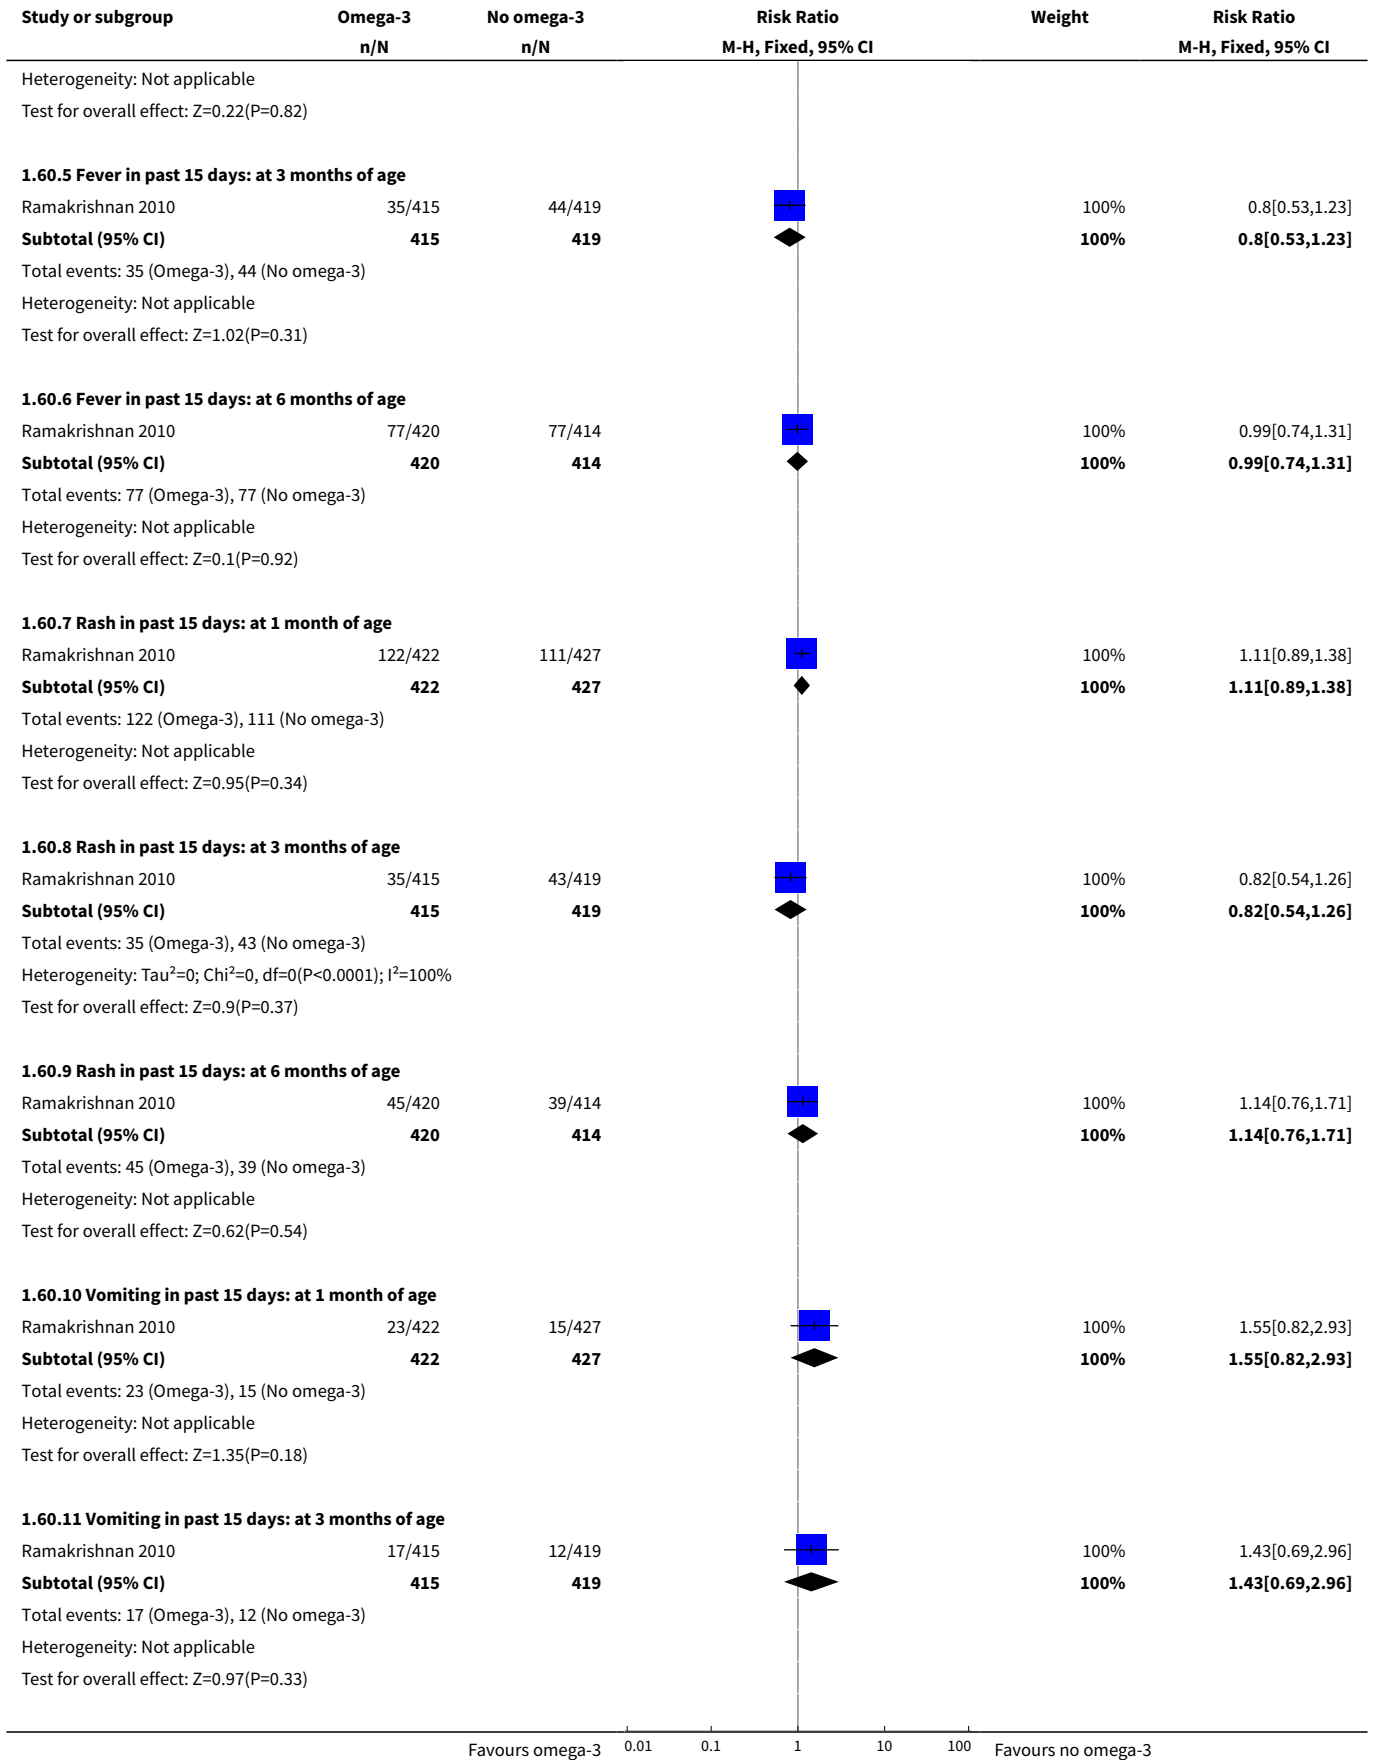 Study or subgroup Omega-3 No omega-3 Risk Ratio Weight Risk Ratio
n/N n/N M-H, Fixed, 95% CI M-H, Fixed, 95% CI
Heterogeneity: Not applicable
Test for overall effect: Z=0.22(P=0.82)
1.60.5 Fever in past 15 days: at 3 months of age
Ramakrishnan 2010 35/415 44/419 100% 0.8[0.53,1.23]
Subtotal (95% CI) 415 419 100% 0.8[0.53,1.23]
Total events: 35 (Omega-3), 44 (No omega-3)
Heterogeneity: Not applicable
Test for overall effect: Z=1.02(P=0.31)
1.60.6 Fever in past 15 days: at 6 months of age
Ramakrishnan 2010 77/420 77/414 100% 0.99[0.74,1.31]
Subtotal (95% CI) 420 414 100% 0.99[0.74,1.31]
Total events: 77 (Omega-3), 77 (No omega-3)
Heterogeneity: Not applicable
Test for overall effect: Z=0.1(P=0.92)
1.60.7 Rash in past 15 days: at 1 month of age
Ramakrishnan 2010 122/422 111/427 100% 1.11[0.89,1.38]
Subtotal (95% CI) 422 427 100% 1.11[0.89,1.38]
Total events: 122 (Omega-3), 111 (No omega-3)
Heterogeneity: Not applicable
Test for overall effect: Z=0.95(P=0.34)
1.60.8 Rash in past 15 days: at 3 months of age
Ramakrishnan 2010 35/415 43/419 100% 0.82[0.54,1.26]
Subtotal (95% CI) 415 419 100% 0.82[0.54,1.26]
Total events: 35 (Omega-3), 43 (No omega-3)
Heterogeneity: Tau²=0; Chi²=0, df=0(P<0.0001); I²=100%
Test for overall effect: Z=0.9(P=0.37)
1.60.9 Rash in past 15 days: at 6 months of age
Ramakrishnan 2010 45/420 39/414 100% 1.14[0.76,1.71]
Subtotal (95% CI) 420 414 100% 1.14[0.76,1.71]
Total events: 45 (Omega-3), 39 (No omega-3)
Heterogeneity: Not applicable
Test for overall effect: Z=0.62(P=0.54)
1.60.10 Vomiting in past 15 days: at 1 month of age
Ramakrishnan 2010 23/422 15/427 100% 1.55[0.82,2.93]
Subtotal (95% CI) 422 427 100% 1.55[0.82,2.93]
Total events: 23 (Omega-3), 15 (No omega-3)
Heterogeneity: Not applicable
Test for overall effect: Z=1.35(P=0.18)
1.60.11 Vomiting in past 15 days: at 3 months of age
Ramakrishnan 2010 17/415 12/419 100% 1.43[0.69,2.96]
Subtotal (95% CI) 415 419 100% 1.43[0.69,2.96]
Total events: 17 (Omega-3), 12 (No omega-3)
Heterogeneity: Not applicable
Test for overall effect: Z=0.97(P=0.33)
Favours omega-3 0.01 0.1 1 10 100 Favours no omega-3